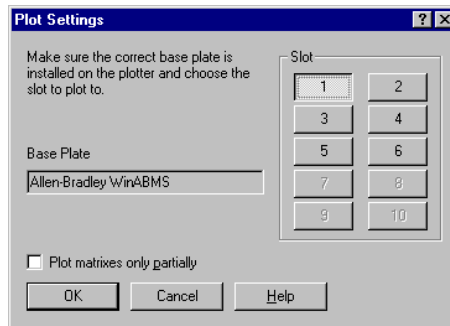 Plot Settings
Make sure the correct base plate is
installed on the plotter and choose the
slot to plot to.
Base Plate
Allen-Bradley WinABMS
Slot
1 2
3 4
5 6
7 8
9 10
Plot matrixes only partially
OK Cancel Help